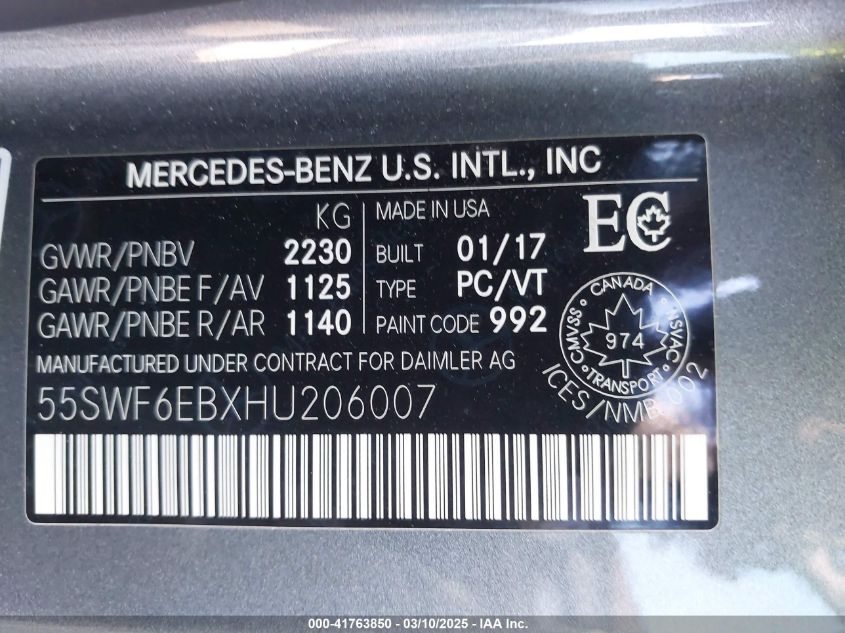 MERCEDES-BENZ U.S. INTL., INC
KG
GVWR/PNBV 2230
GAWR/PNBE F/AV 1125
GAWR/PNBE R/AR 1140
MADE IN USA
BUILT 01/17
TYPE PC/VT
PAINT CODE 992
EC
CANADA
CMVSS 974 NSVAC
TRANSPORT
ICES/NMB-002
MANUFACTURED UNDER CONTRACT FOR DAIMLER AG
55SWF6EBXHU206007
000-41763850 - 03/10/2025 - IAA Inc.